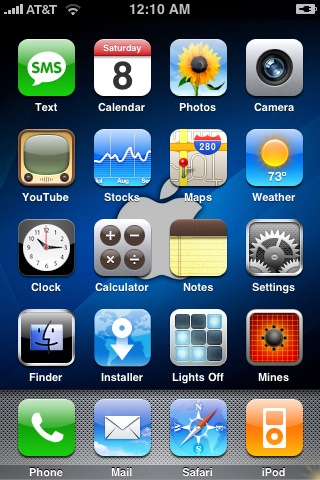 AT&T 12:10 AM
SMS Saturday 8
Text Calendar Photos Camera
280
Jul Aug Sep 73°
YouTube Stocks Maps Weather
Clock Calculator Notes Settings
Finder Installer Lights Off Mines
Phone Mail Safari iPod